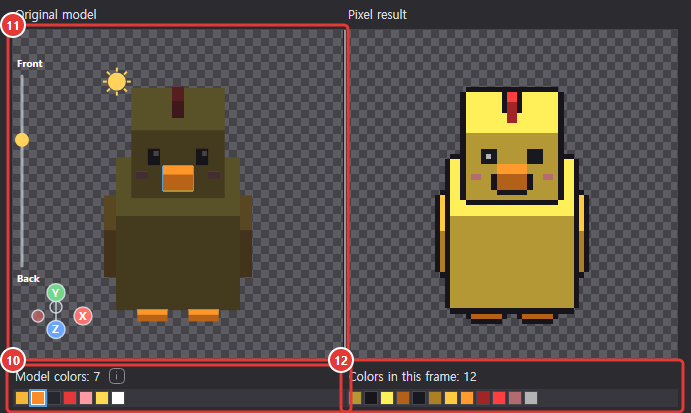 Original model
Pixel result
11
Front
Back
Y
X
Z
10
12
Model colors: 7 i
Colors in this frame: 12